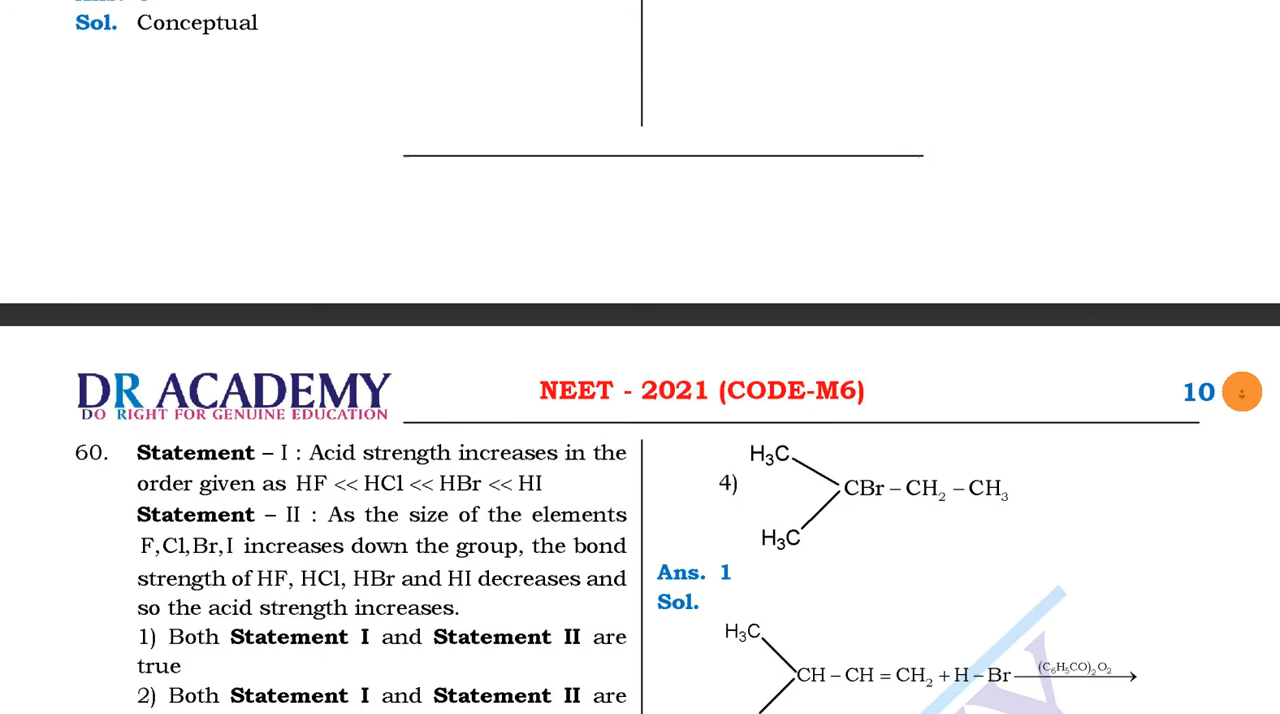 Sol. Conceptual
DR ACADEMY
DO RIGHT FOR GENUINE EDUCATION
NEET - 2021 (CODE-M6)
10
60. Statement – I : Acid strength increases in the
order given as HF << HCl << HBr << HI
Statement – II : As the size of the elements
F,Cl,Br,I increases down the group, the bond
strength of HF, HCl, HBr and HI decreases and
so the acid strength increases.
1) Both Statement I and Statement II are
true
2) Both Statement I and Statement II are
H₃C
4) CBr – CH₂ – CH₃
H₃C
Ans. 1
Sol.
H₃C
CH – CH = CH₂ + H – Br (C₆H₅CO)₂O₂ ⟶